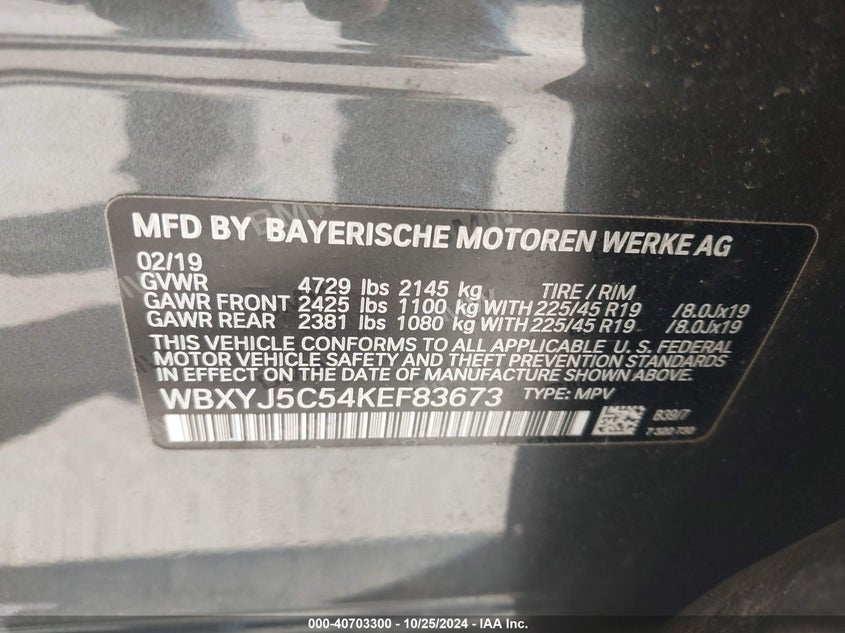 MFD BY BAYERISCHE MOTOREN WERKE AG
02/19
GVWR 4729 lbs 2145 kg TIRE / RIM
GAWR FRONT 2425 lbs 1100 kg WITH 225/45 R19 /8.0Jx19
GAWR REAR 2381 lbs 1080 kg WITH 225/45 R19 /8.0Jx19
THIS VEHICLE CONFORMS TO ALL APPLICABLE U. S. FEDERAL
MOTOR VEHICLE SAFETY AND THEFT PREVENTION STANDARDS
IN EFFECT ON THE DATE OF MANUFACTURE SHOWN ABOVE.
WBXYJ5C54KEF83673 TYPE: MPV
B39/7
000-40703300 - 10/25/2024 - IAA Inc.